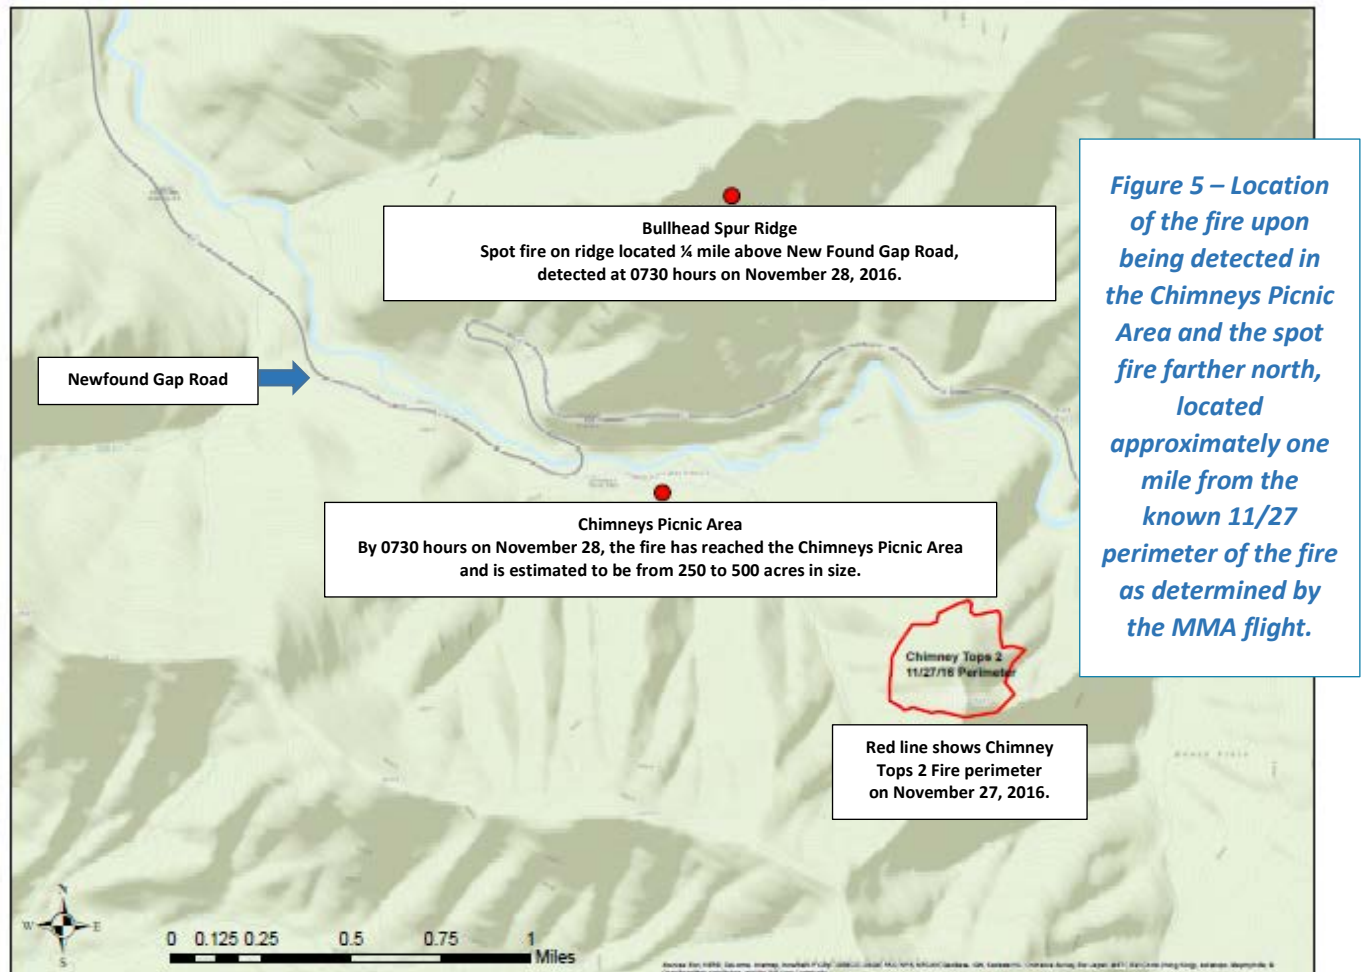 Bullhead Spur Ridge
Spot fire on ridge located ¼ mile above New Found Gap Road,
detected at 0730 hours on November 28, 2016.
Figure 5 – Location
of the fire upon
being detected in
the Chimneys Picnic
Area and the spot
fire farther north,
located
approximately one
mile from the
known 11/27
perimeter of the fire
as determined by
the MMA flight.
Newfound Gap Road
Chimneys Picnic Area
By 0730 hours on November 28, the fire has reached the Chimneys Picnic Area
and is estimated to be from 250 to 500 acres in size.
Chimney Tops 2
11/27/16 Perimeter
Red line shows Chimney
Tops 2 Fire perimeter
on November 27, 2016.
N
W E
S
0 0.125 0.25 0.5 0.75 1
Miles